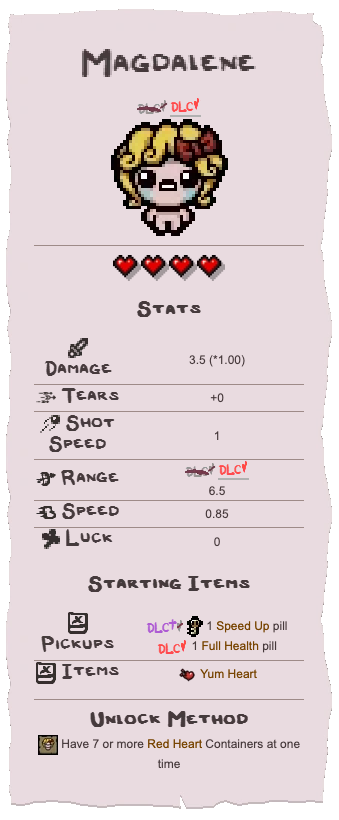 Magdalene
DLC DLC
Stats
Damage 3.5 (*1.00)
Tears +0
Shot Speed 1
Range DLC DLC
6.5
Speed 0.85
Luck 0
Starting Items
Pickups DLC 1 Speed Up pill
DLC 1 Full Health pill
Items Yum Heart
Unlock Method
Have 7 or more Red Heart Containers at one
time